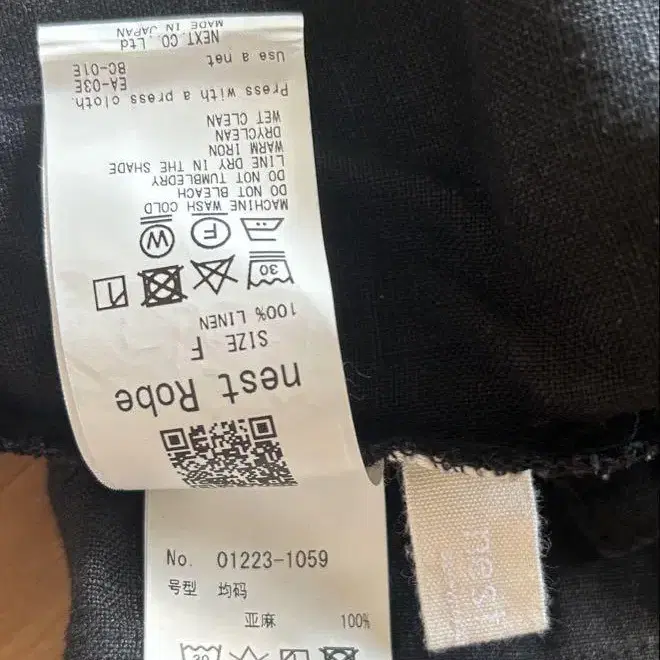 nest Robe
SIZE F
100% LINEN
30
F
W
MACHINE WASH COLD
DO NOT BLEACH
DO NOT TUMBLEDRY
LINE DRY IN THE SHADE
WARM IRON
DRYCLEAN
WET CLEAN
Press with a press cloth.
Use a net
EA-03E
BC-01E
NEXT.CO.,Ltd
MADE IN JAPAN
No. 01223-1059
号型 均码
亚麻 100%
30
nest